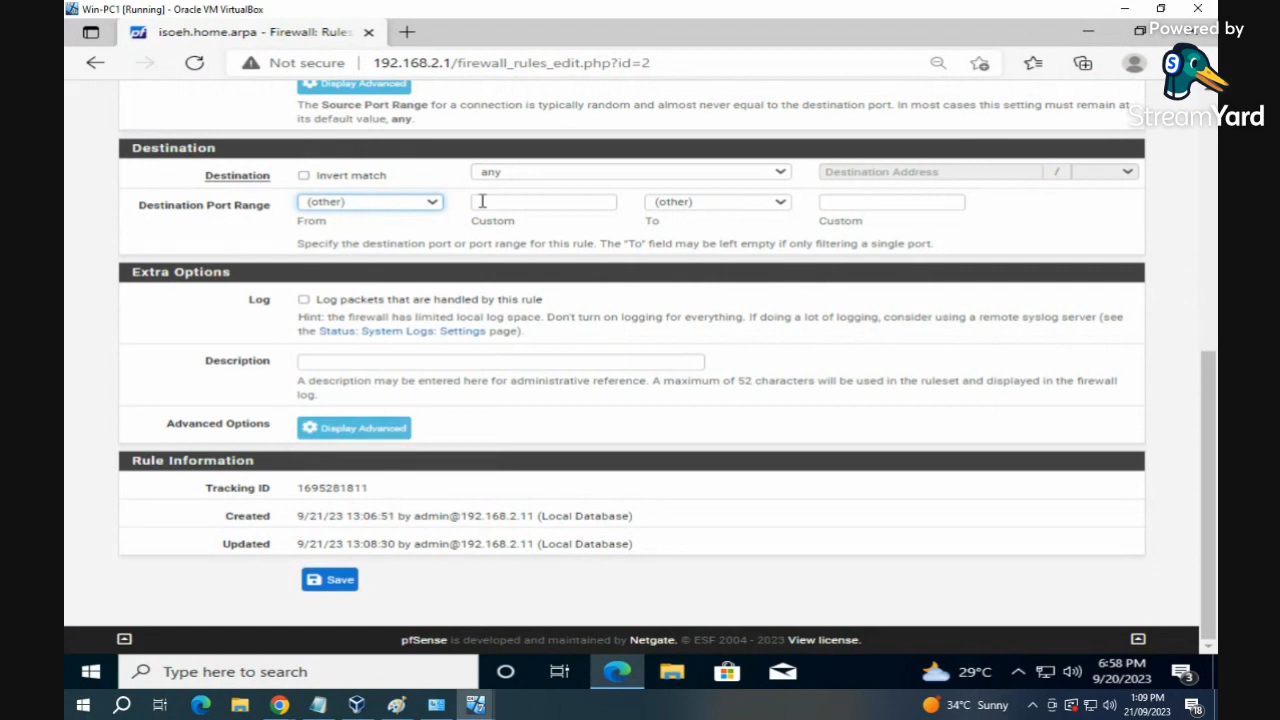 Win-PC1 [Running] - Oracle VM VirtualBox
Powered by
isoeh.home.arpa - Firewall: Rules:
Not secure
192.168.2.1/firewall_rules_edit.php?id=2
StreamYard
Display Advanced
The Source Port Range for a connection is typically random and almost never equal to the destination port. In most cases this setting must remain at
its default value, any.
Destination
Destination Invert match any Destination Address /
Destination Port Range (other) (other)
From Custom To Custom
Specify the destination port or port range for this rule. The "To" field may be left empty if only filtering a single port.
Extra Options
Log Log packets that are handled by this rule
Hint: the firewall has limited local log space. Don't turn on logging for everything. If doing a lot of logging, consider using a remote syslog server (see
the Status: System Logs: Settings page).
Description
A description may be entered here for administrative reference. A maximum of 52 characters will be used in the ruleset and displayed in the firewall
log.
Advanced Options Display Advanced
Rule Information
Tracking ID 1695281811
Created 9/21/23 13:06:51 by admin@192.168.2.11 (Local Database)
Updated 9/21/23 13:08:30 by admin@192.168.2.11 (Local Database)
Save
pfSense is developed and maintained by Netgate. © ESF 2004 - 2023 View license.
Type here to search
29°C
6:58 PM
9/20/2023
3
34°C Sunny
1:09 PM
21/09/2023
18